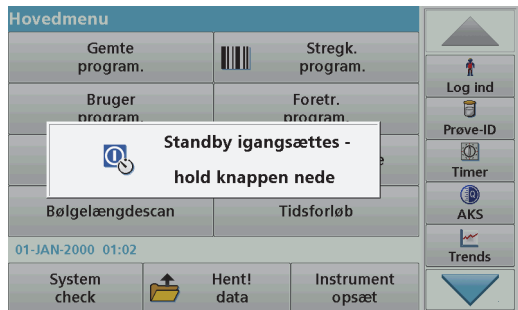 Hovedmenu
Gemte
program.
Stregk.
program.
Bruger
program.
Foretr.
program.
Standby igangsættes -
hold knappen nede
Bølgelængdescan
Tidsforløb
01-JAN-2000 01:02
System
check
Hent!
data
Instrument
opsæt
Log ind
Prøve-ID
Timer
AKS
Trends